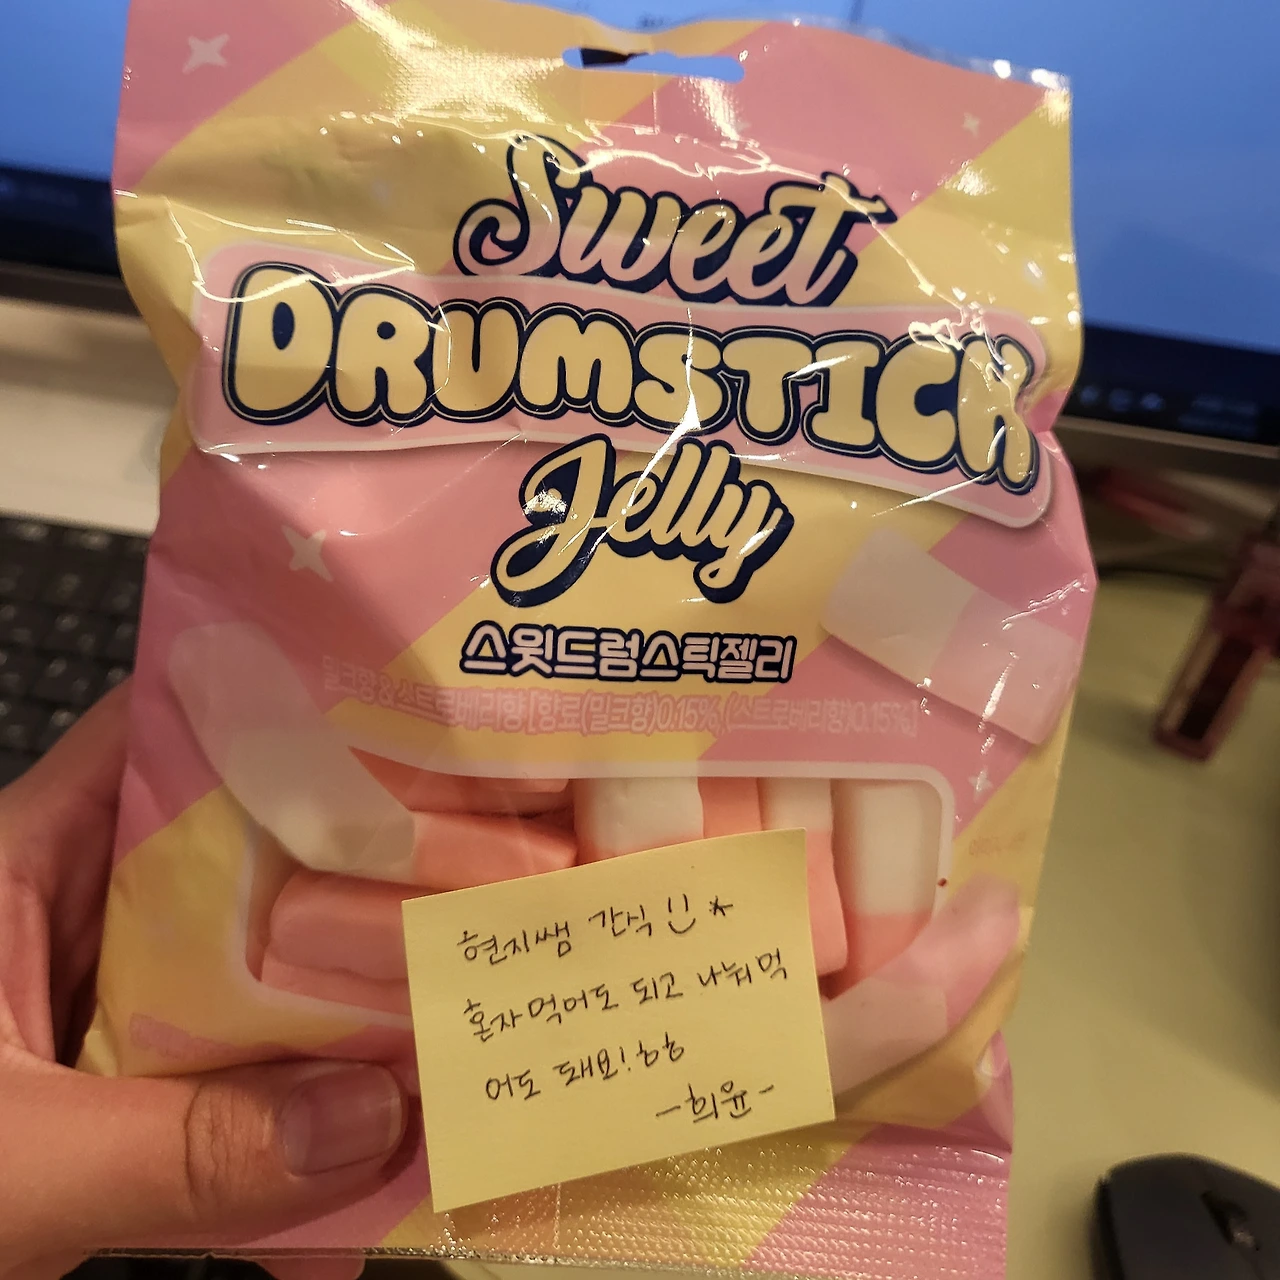 Sweet
DRUMSTICK
Jelly
스윗드럼스틱젤리
밀크향&스트로베리향 [향료(밀크향)0.15%, (스트로베리향)0.15%]
현지쌤 간식 !!
혼자먹어도 되고 나눠먹
어도 돼요! ㅎㅎ
-희윤-